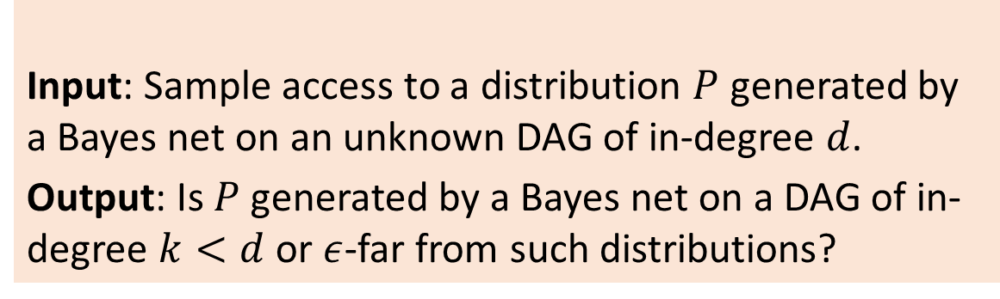 Input: Sample access to a distribution P generated by
a Bayes net on an unknown DAG of in-degree d.
Output: Is P generated by a Bayes net on a DAG of in-
degree k < d or ϵ-far from such distributions?